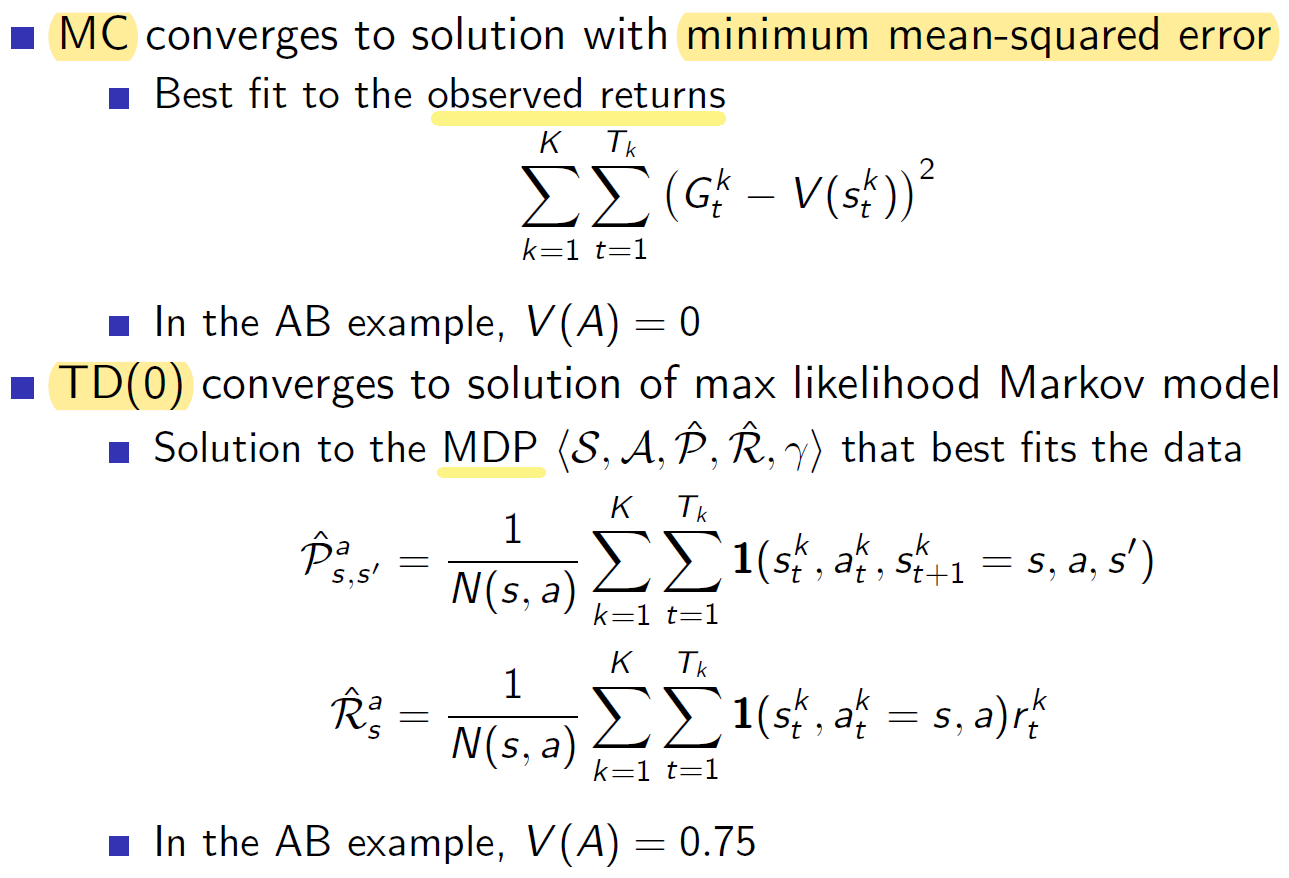 MC converges to solution with minimum mean-squared error
Best fit to the observed returns
$\sum_{k=1}^{K} \sum_{t=1}^{T_k} \left( G_t^k - V(s_t^k) \right)^2$
In the AB example, $V(A) = 0$
TD(0) converges to solution of max likelihood Markov model
Solution to the MDP $\langle \mathcal{S}, \mathcal{A}, \hat{\mathcal{P}}, \hat{\mathcal{R}}, \gamma \rangle$ that best fits the data
$\hat{\mathcal{P}}_{s,s'}^{a} = \frac{1}{N(s,a)} \sum_{k=1}^{K} \sum_{t=1}^{T_k} \mathbf{1}(s_t^k, a_t^k, s_{t+1}^k = s, a, s')$
$\hat{\mathcal{R}}_{s}^{a} = \frac{1}{N(s,a)} \sum_{k=1}^{K} \sum_{t=1}^{T_k} \mathbf{1}(s_t^k, a_t^k = s, a) r_t^k$
In the AB example, $V(A) = 0.75$